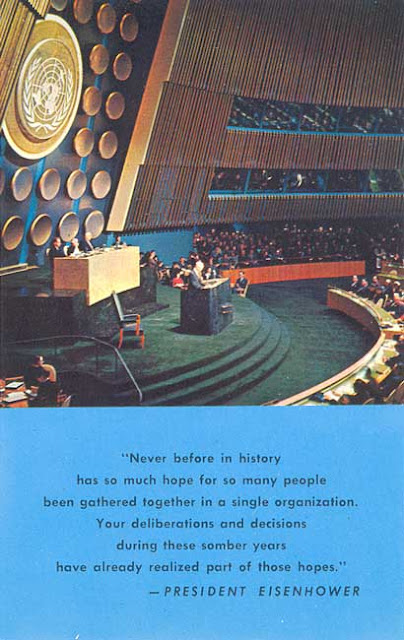 "Never before in history
has so much hope for so many people
been gathered together in a single organization.
Your deliberations and decisions
during these somber years
have already realized part of those hopes."
—PRESIDENT EISENHOWER